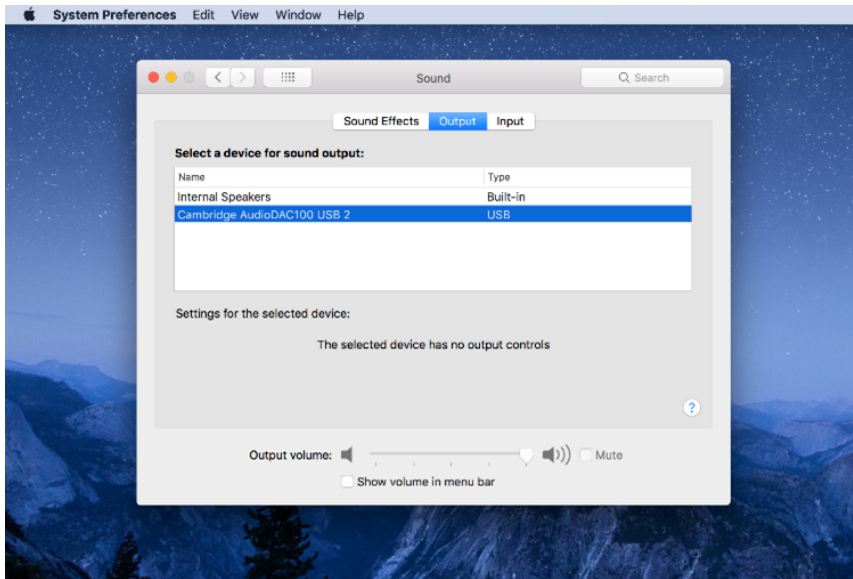 System Preferences Edit View Window Help
Sound
Search
Sound Effects Output Input
Select a device for sound output:
Name Type
Internal Speakers Built-in
Cambridge AudioDAC100 USB 2 USB
Settings for the selected device:
The selected device has no output controls
?
Output volume: Mute
Show volume in menu bar